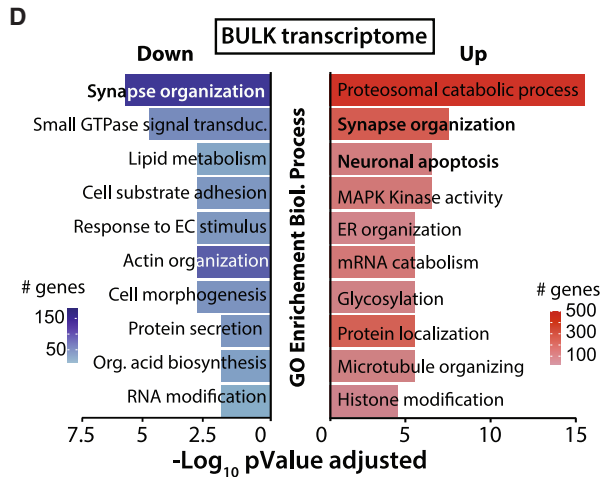 D
BULK transcriptome
Down
Up
Synapse organization
Small GTPase signal transduc.
Lipid metabolism
Cell substrate adhesion
Response to EC stimulus
Actin organization
Cell morphogenesis
Protein secretion
Org. acid biosynthesis
RNA modification
# genes
150
50
GO Enrichement Biol. Process
Proteosomal catabolic process
Synapse organization
Neuronal apoptosis
MAPK Kinase activity
ER organization
mRNA catabolism
Glycosylation
Protein localization
Microtubule organizing
Histone modification
# genes
500
300
100
7.5 5 2.5 0 0 5 10 15
-Log10 pValue adjusted